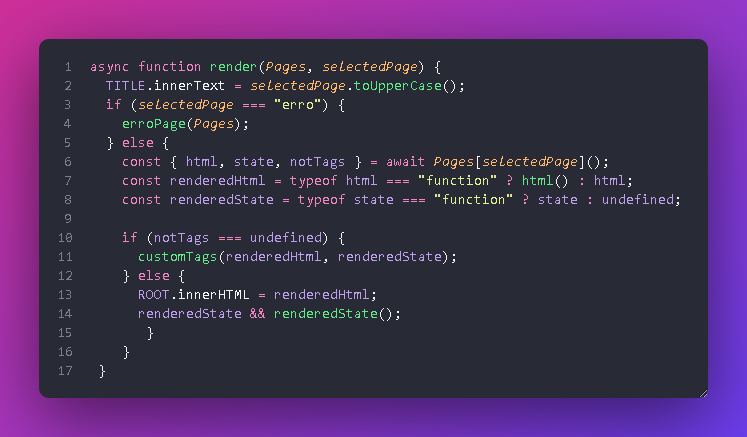 1 async function render(Pages, selectedPage) {
2 TITLE.innerText = selectedPage.toUpperCase();
3 if (selectedPage === "erro") {
4 erroPage(Pages);
5 } else {
6 const { html, state, notTags } = await Pages[selectedPage]();
7 const renderedHtml = typeof html === "function" ? html() : html;
8 const renderedState = typeof state === "function" ? state : undefined;
9
10 if (notTags === undefined) {
11 customTags(renderedHtml, renderedState);
12 } else {
13 ROOT.innerHTML = renderedHtml;
14 renderedState && renderedState();
15 }
16 }
17 }